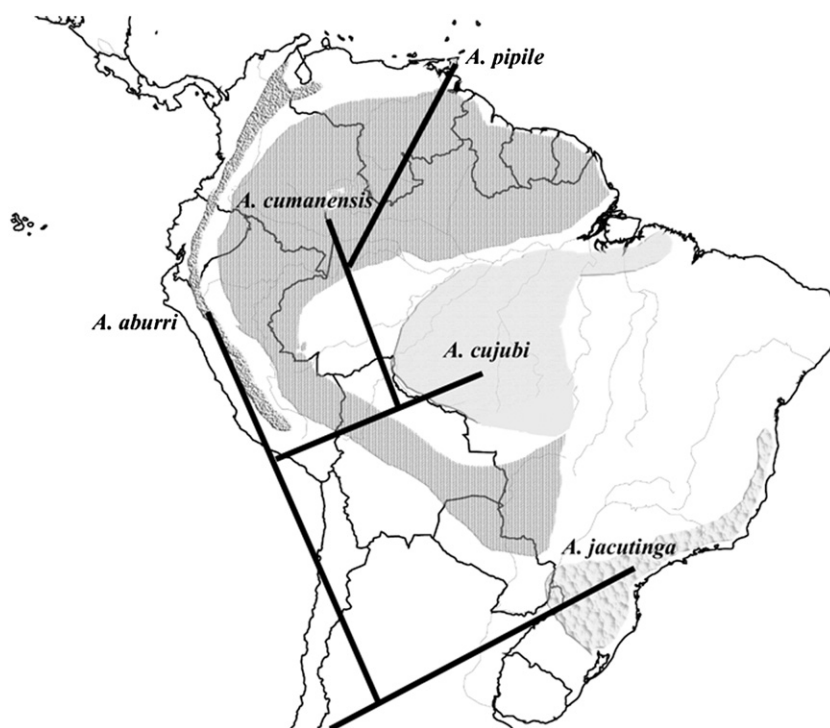 A. pipile
A. cumanensis
A. aburri
A. cujubi
A. jacutinga